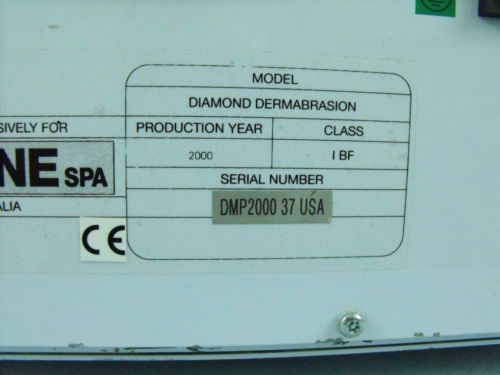 MODEL
DIAMOND DERMABRASION
SIVELY FOR
PRODUCTION YEAR CLASS
2000 I BF
NE SPA
SERIAL NUMBER
DMP2000 37 USA
ALIA
CE